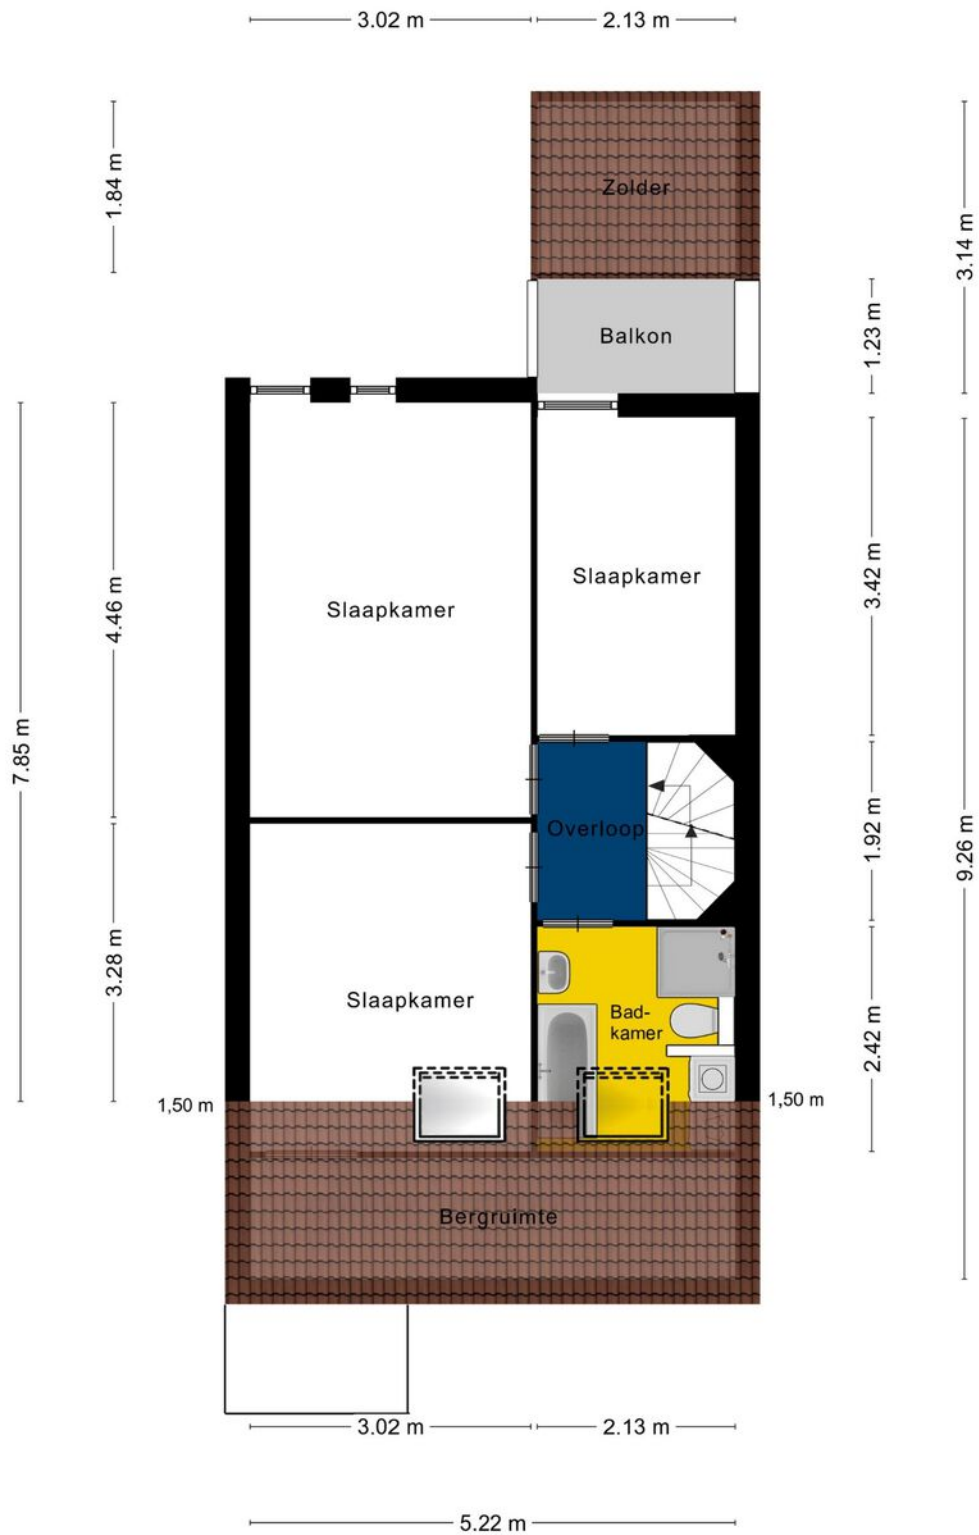 3.02 m
2.13 m
1.84 m
Zolder
3.14 m
Balkon
1.23 m
4.46 m
Slaapkamer
Slaapkamer
3.42 m
7.85 m
Overloop
1.92 m
9.26 m
3.28 m
Slaapkamer
Bad-
kamer
2.42 m
1,50 m
1,50 m
Bergruimte
3.02 m
2.13 m
5.22 m